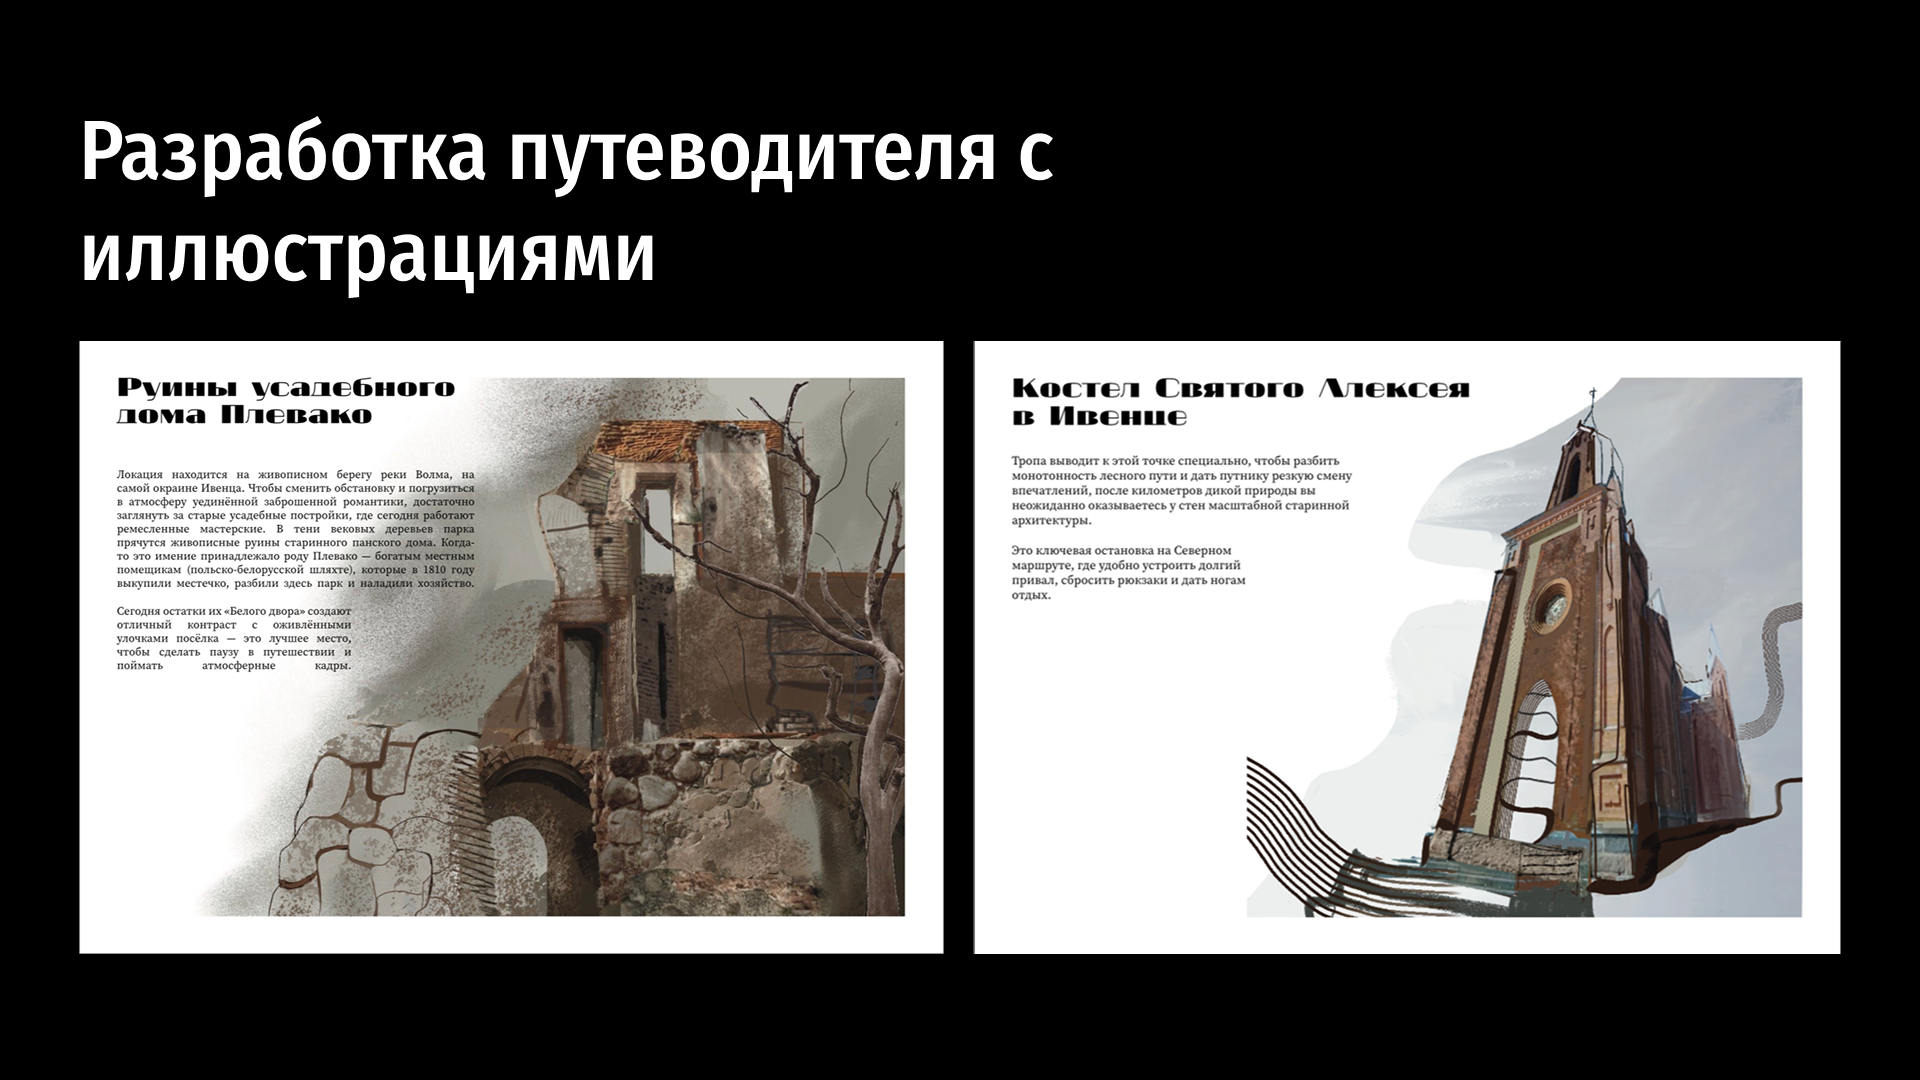 Разработка путеводителя с
иллюстрациями
Руины усадебного
дома Плевако
Локация находится на живописном берегу реки Волма, на
самой окраине Ивенца. Чтобы сменить обстановку и погрузиться
в атмосферу уединённой заброшенной романтики, достаточно
заглянуть за старые усадебные постройки, где сегодня работают
ремесленные мастерские. В тени вековых деревьев парка
прячутся живописные руины старинного панского дома. Когда-
то это имение принадлежало роду Плевако — богатым местным
помещикам (польско-белорусской шляхте), которые в 1810 году
выкупили местечко, разбили здесь парк и наладили хозяйство.
Сегодня остатки их «Белого двора» создают
отличный контраст с оживлёнными
улочками посёлка — это лучшее место,
чтобы сделать паузу в путешествии и
поймать атмосферные кадры.
Костел Святого Алексея
в Ивенце
Тропа выводит к этой точке специально, чтобы разбить
монотонность лесного пути и дать путнику резкую смену
впечатлений, после километров дикой природы вы
неожиданно оказываетесь у стен масштабной старинной
архитектуры.
Это ключевая остановка на Северном
маршруте, где удобно устроить долгий
привал, сбросить рюкзаки и дать ногам
отдых.